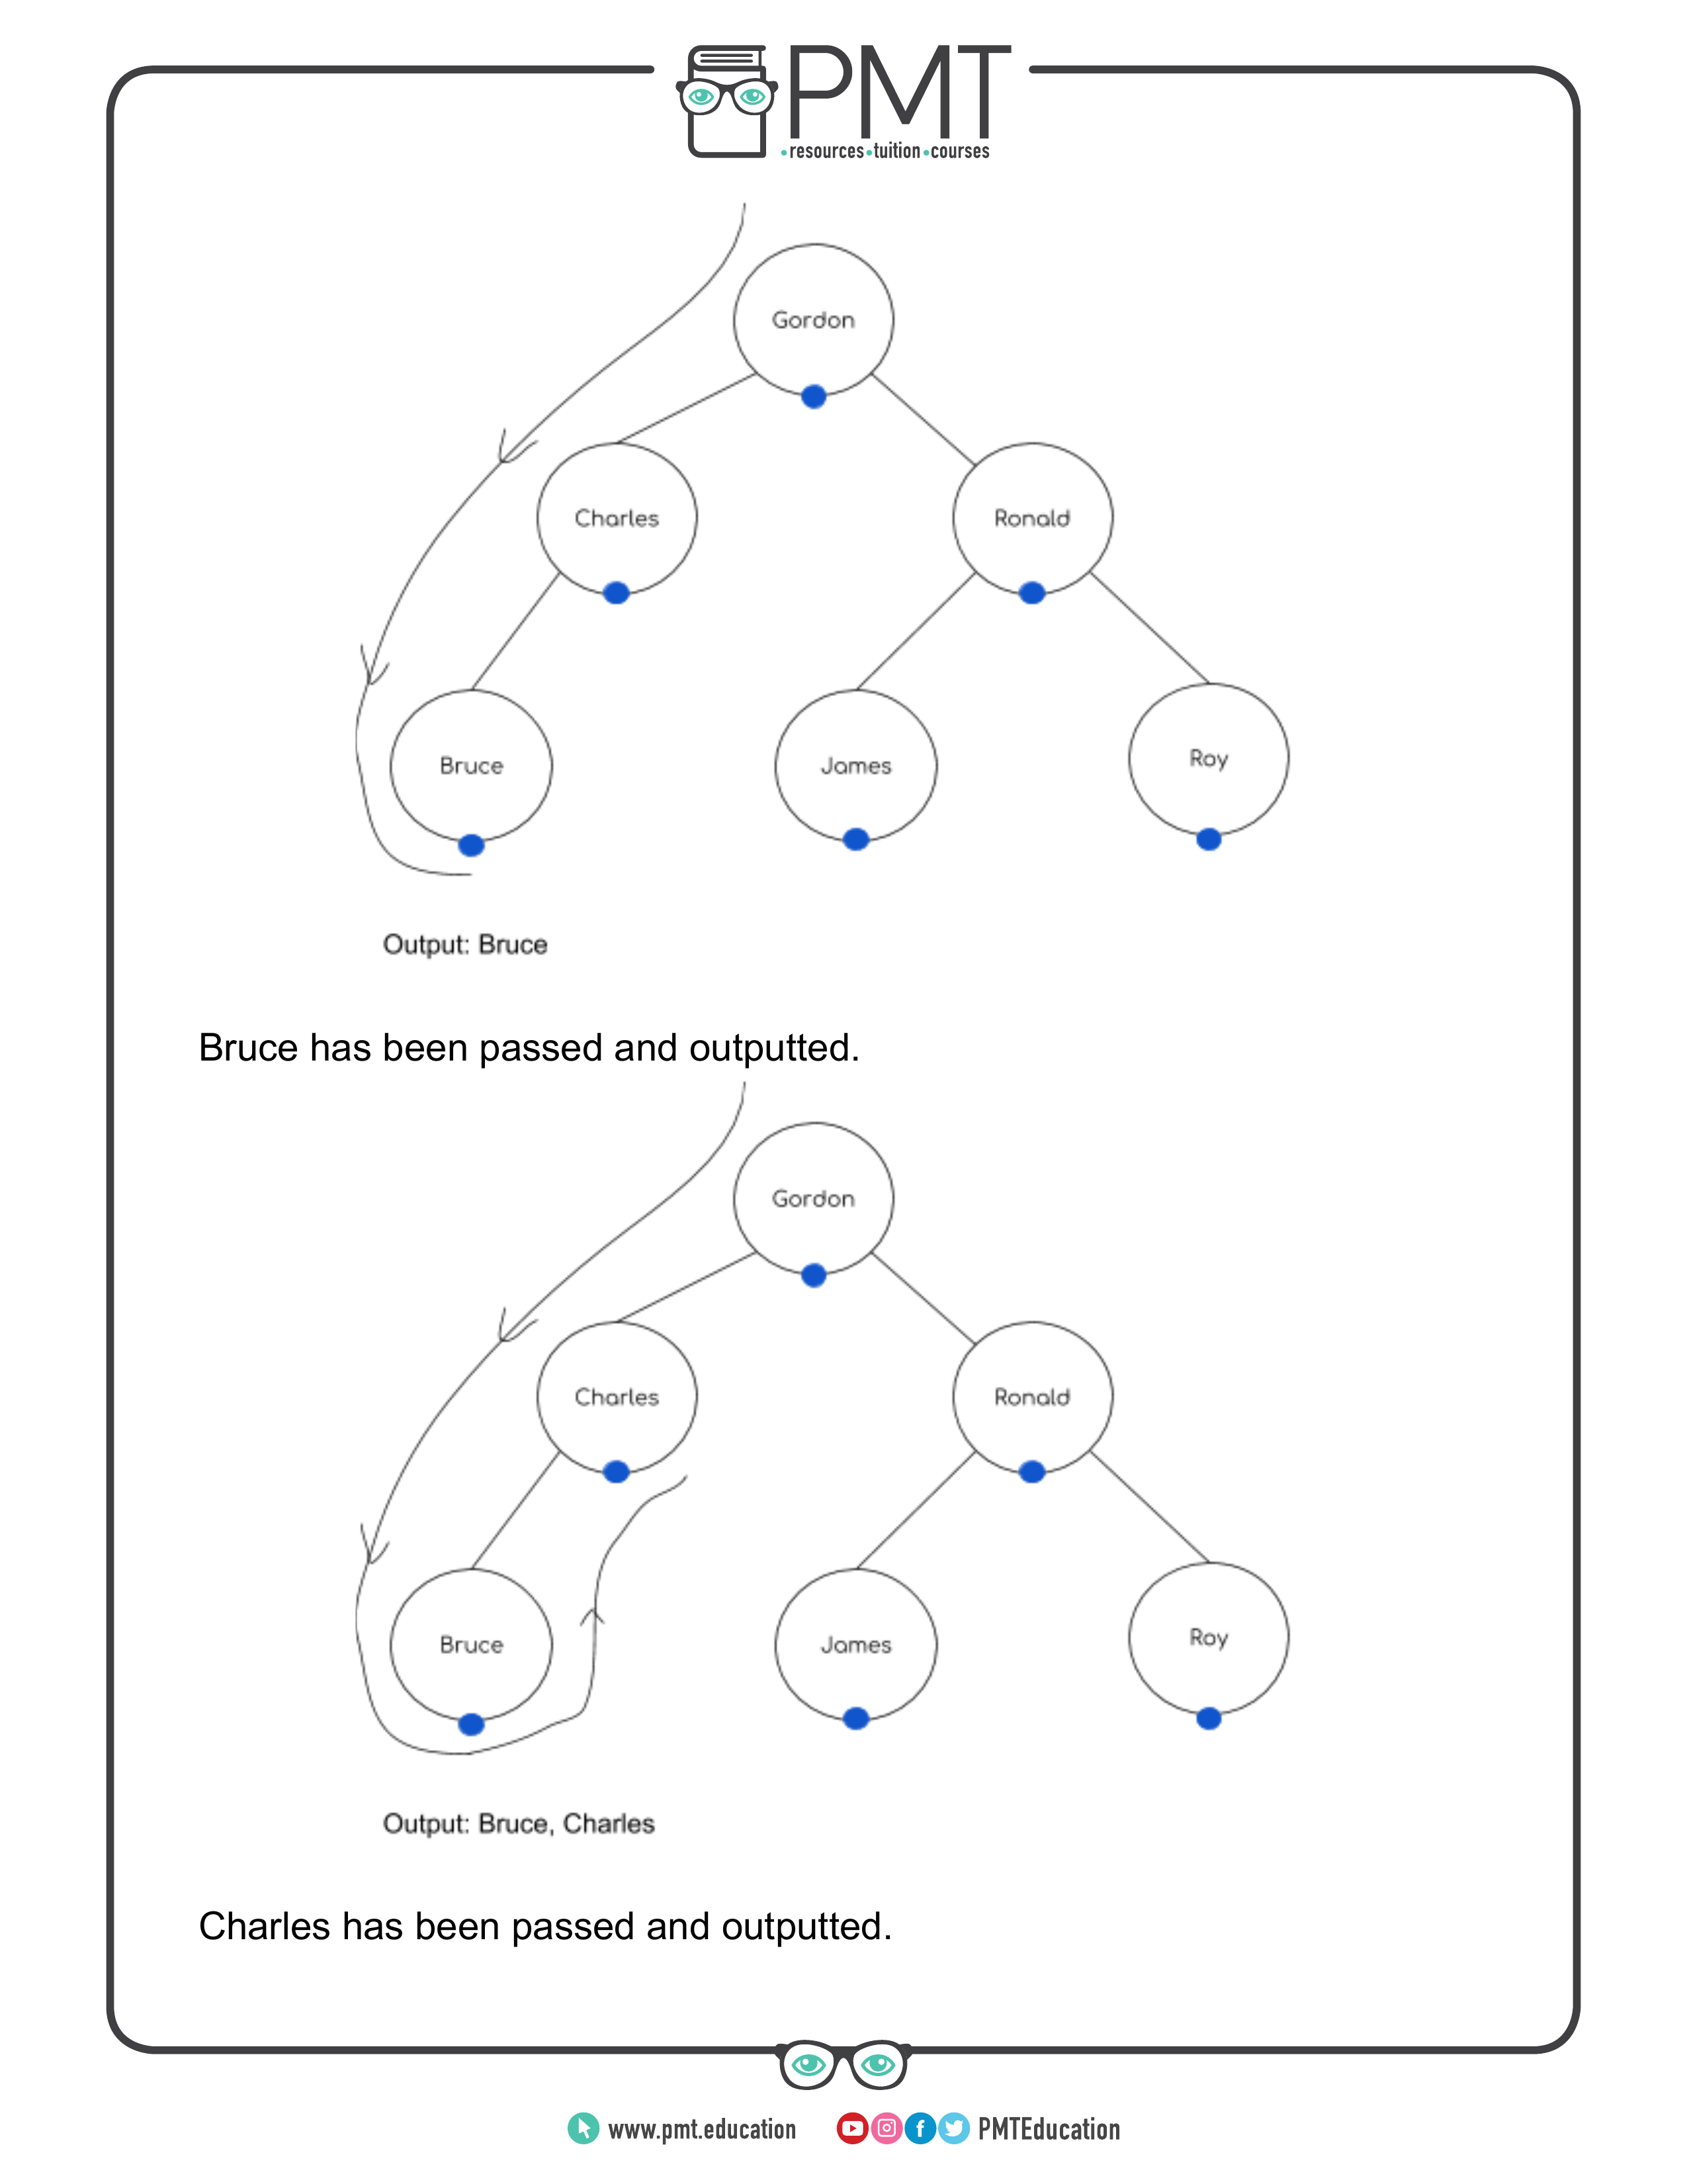 PMT
•resources•tuition•courses
Gordon
Charles
Ronald
Bruce
James
Roy
Output: Bruce
Bruce has been passed and outputted.
Gordon
Charles
Ronald
Bruce
James
Roy
Output: Bruce, Charles
Charles has been passed and outputted.
www.pmt.education
PMTEducation